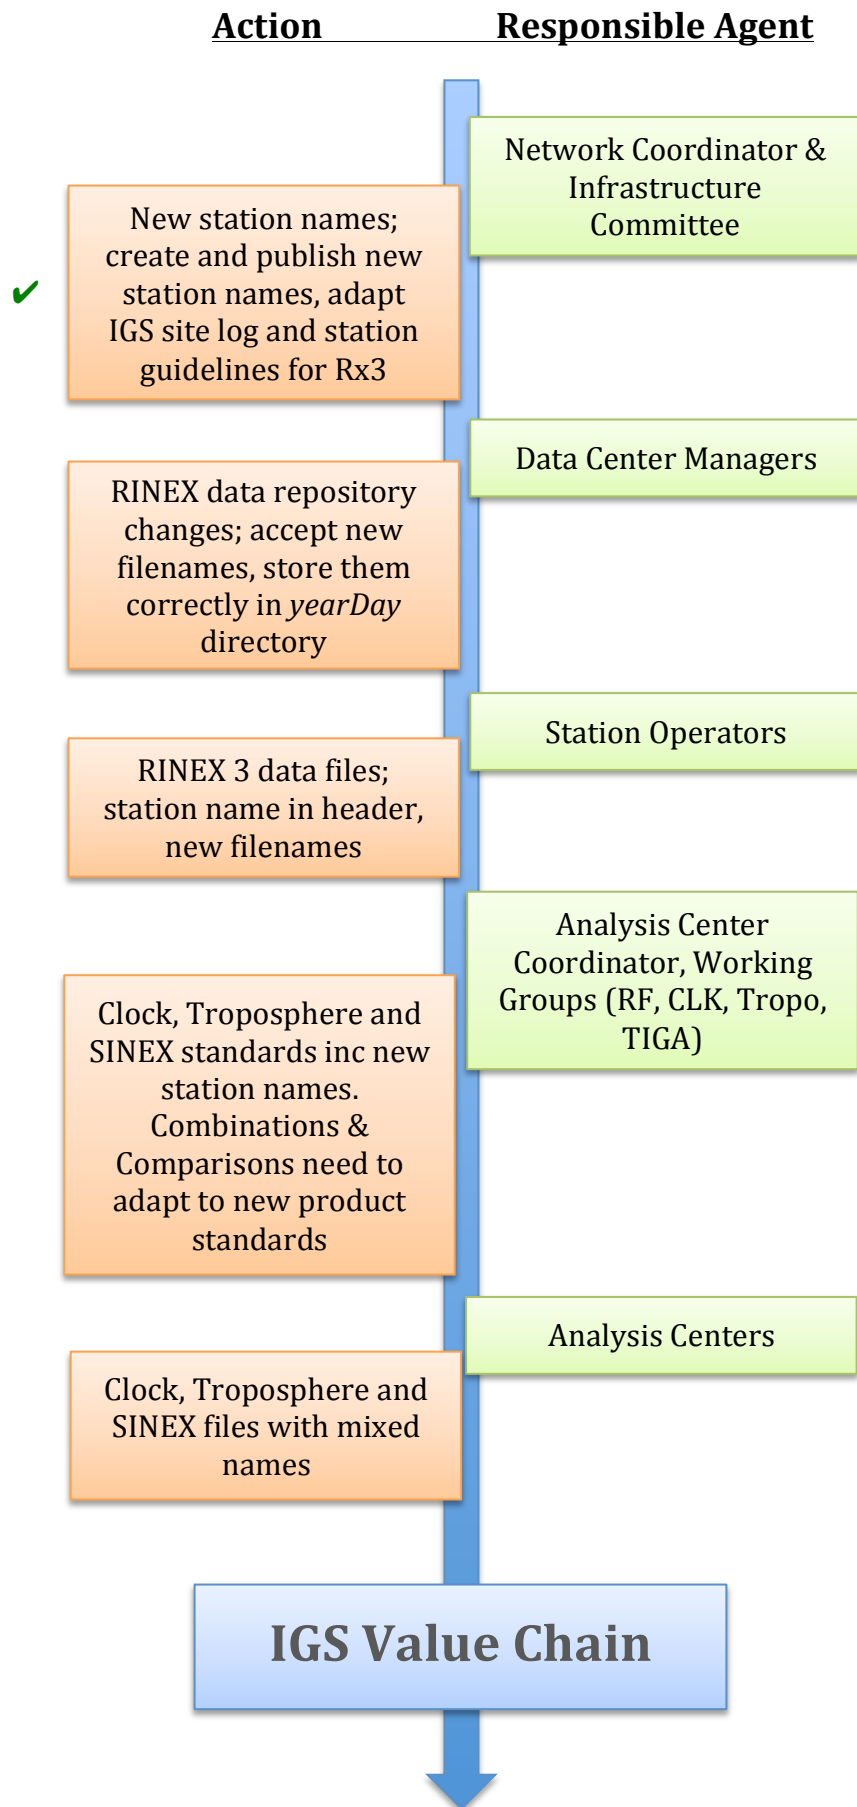 Action Responsible Agent
Network Coordinator &
Infrastructure
Committee
New station names;
create and publish new
station names, adapt
IGS site log and station
guidelines for Rx3
Data Center Managers
RINEX data repository
changes; accept new
filenames, store them
correctly in yearDay
directory
Station Operators
RINEX 3 data files;
station name in header,
new filenames
Analysis Center
Coordinator, Working
Groups (RF, CLK, Tropo,
TIGA)
Clock, Troposphere and
SINEX standards inc new
station names.
Combinations &
Comparisons need to
adapt to new product
standards
Analysis Centers
Clock, Troposphere and
SINEX files with mixed
names
IGS Value Chain